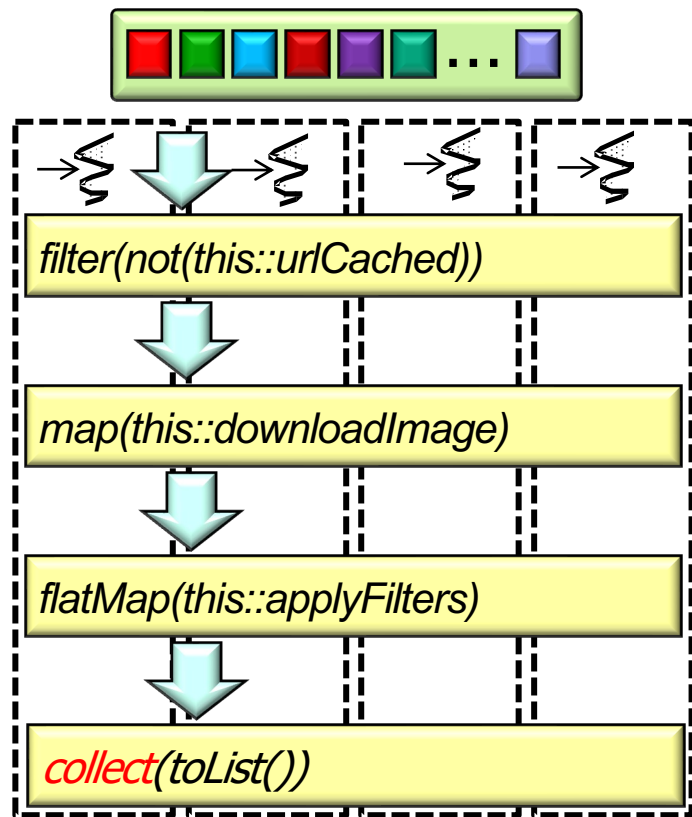 ...
filter(not(this::urlCached))
map(this::downloadImage)
flatMap(this::applyFilters)
collect(toList())